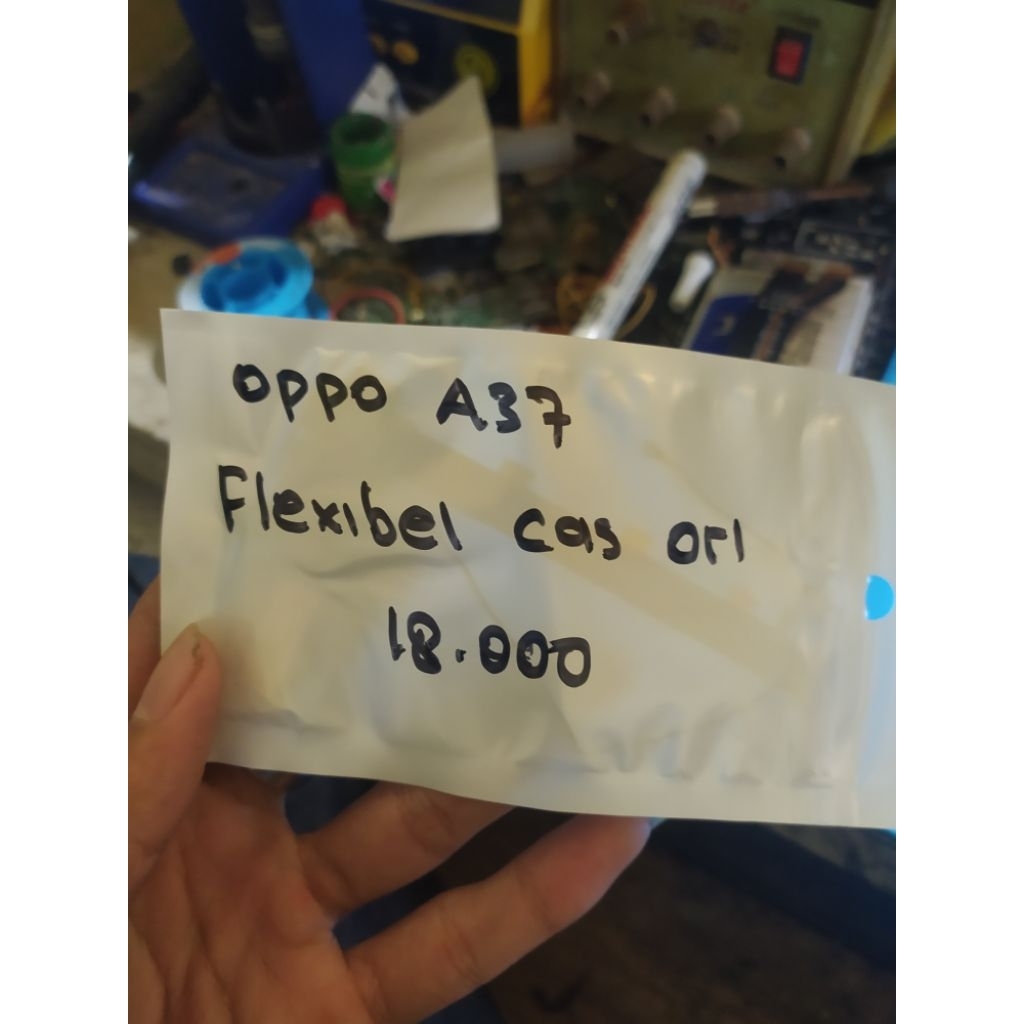 OPPO A37
Flexibel cas ori
18.000